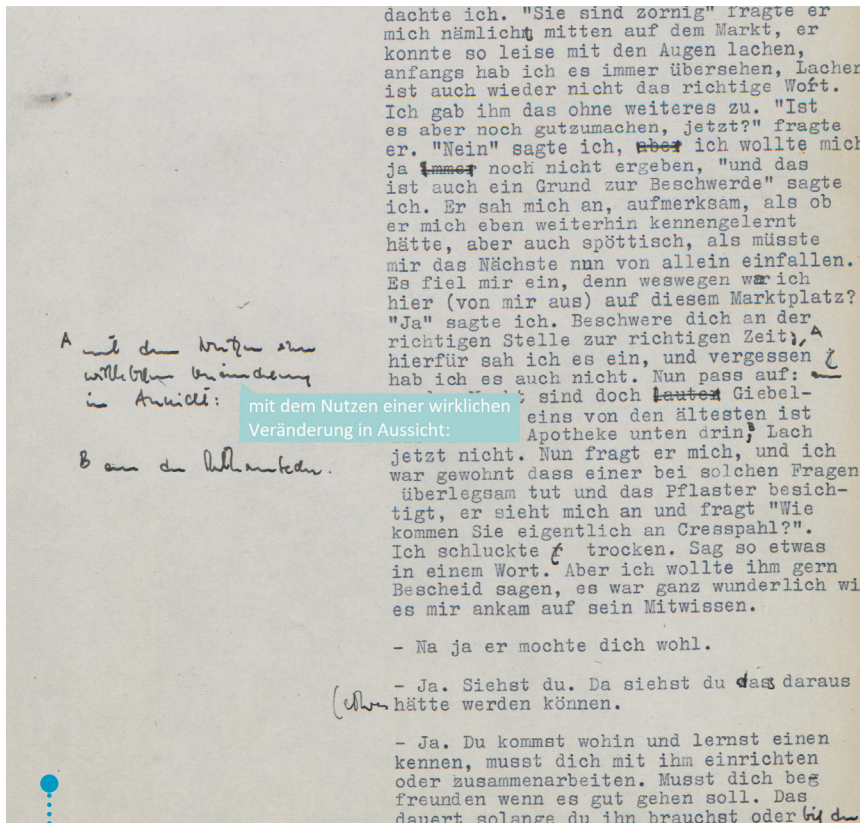 dachte ich. "Sie sind zornig" fragte er
mich nämlich mitten auf dem Markt, er
konnte so leise mit den Augen lachen,
anfangs hab ich es immer übersehen, Lachen
ist auch wieder nicht das richtige Wort.
Ich gab ihm das ohne weiteres zu. "Ist
es aber noch gutzumachen, jetzt?" fragte
er. "Nein" sagte ich, aber ich wollte mich
ja immer noch nicht ergeben, "und das
ist auch ein Grund zur Beschwerde" sagte
ich. Er sah mich an, aufmerksam, als ob
er mich eben weiterhin kennengelernt
hätte, aber auch spöttisch, als müsste
mir das Nächste nun von allein einfallen.
Es fiel mir ein, denn weswegen war ich
hier (von mir aus) auf diesem Marktplatz?
"Ja" sagte ich. Beschwere dich an der
richtigen Stelle zur richtigen Zeit, A
hierfür sah ich es ein, und vergessen
hab ich es auch nicht. Nun pass auf:
A mit dem Nutzen einer
wirklichen Veränderung
in Aussicht:
mit dem Nutzen einer wirklichen
Veränderung in Aussicht:
sind doch lauter Giebel-
eins von den ältesten ist
Apotheke unten drin, B Lach
B
jetzt nicht. Nun fragt er mich, und ich
war gewohnt dass einer bei solchen Fragen
überlegsam tut und das Pflaster besich-
tigt, er sieht mich an und fragt "Wie
kommen Sie eigentlich an Cresspahl?".
Ich schluckte trocken. Sag so etwas
in einem Wort. Aber ich wollte ihm gern
Bescheid sagen, es war ganz wunderlich wi
es mir ankam auf sein Mitwissen.
- Na ja er mochte dich wohl.
- Ja. Siehst du. Da siehst du dass daraus
(etwas hätte werden können.
- Ja. Du kommst wohin und lernst einen
kennen, musst dich mit ihm einrichten
oder zusammenarbeiten. Musst dich be
freunden wenn es gut gehen soll. Das
dauert solange du ihn brauchst oder bis du